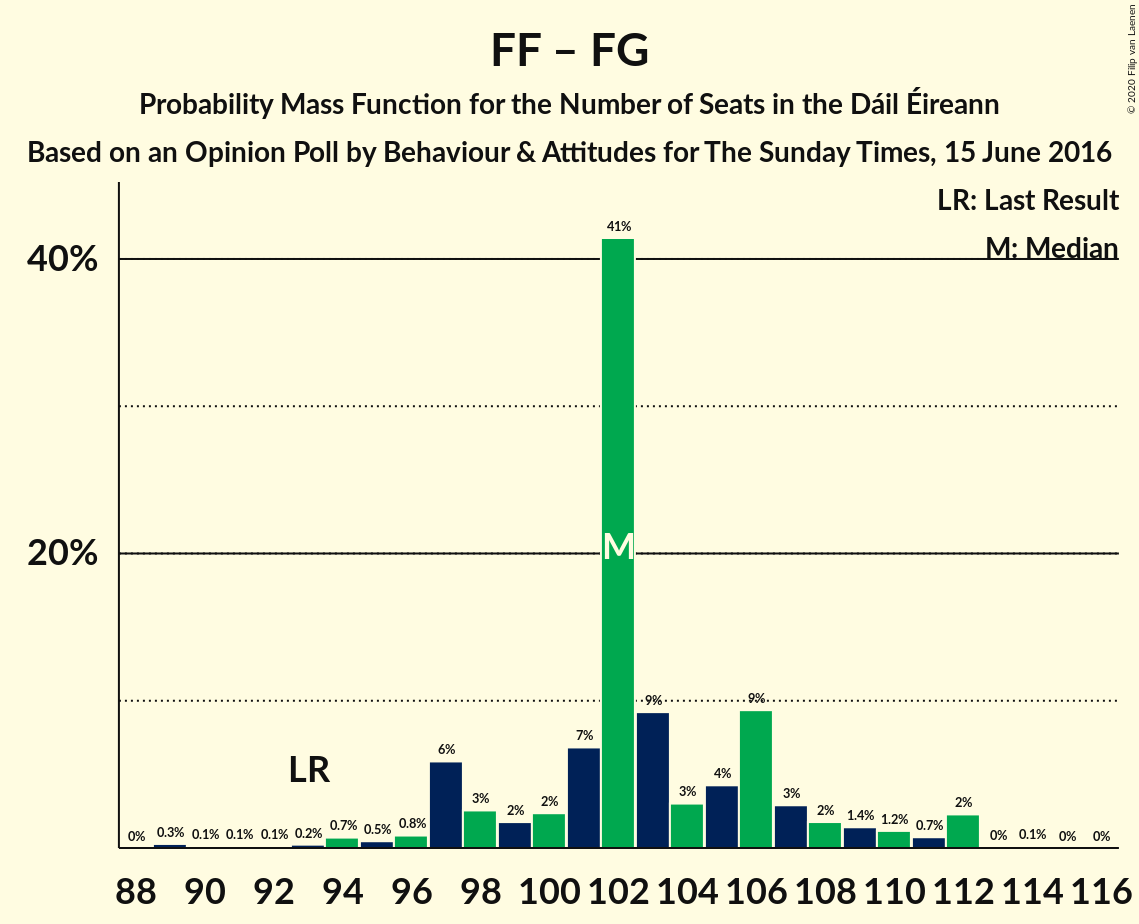 FF – FG
Probability Mass Function for the Number of Seats in the Dáil Éireann
Based on an Opinion Poll by Behaviour & Attitudes for The Sunday Times, 15 June 2016
© 2020 Filip van Laenen
LR: Last Result
M: Median
40%
20%
41%
M
LR
0% 0.3% 0.1% 0.1% 0.1% 0.2% 0.7% 0.5% 0.8% 6% 3% 2% 2% 7% 9% 3% 4% 9% 3% 2% 1.4% 1.2% 0.7% 2% 0% 0.1% 0% 0%
88 90 92 94 96 98 100 102 104 106 108 110 112 114 116